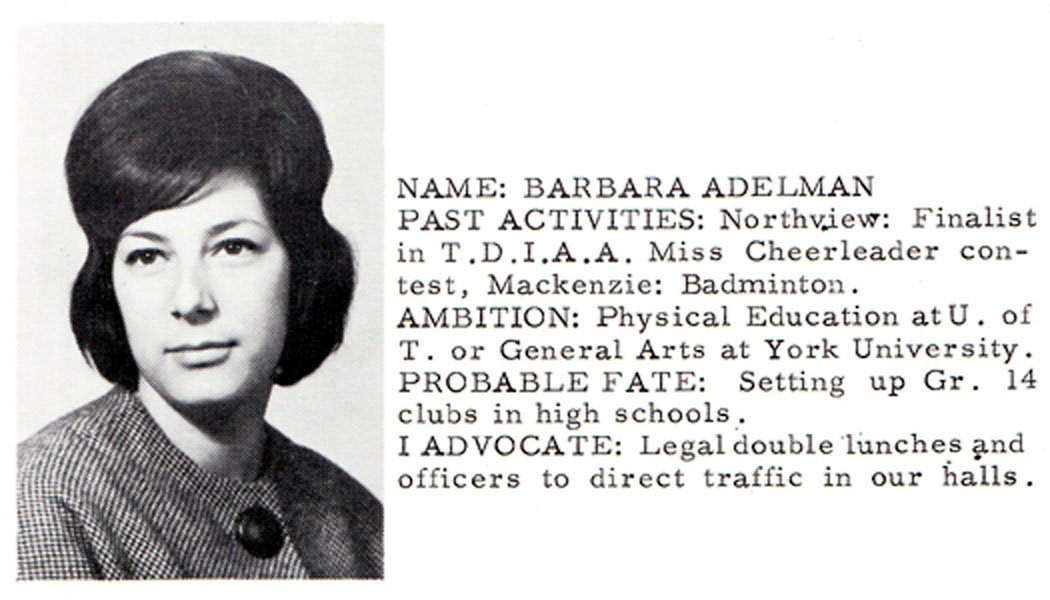 NAME: BARBARA ADELMAN
PAST ACTIVITIES: Northview: Finalist
in T.D.I.A.A. Miss Cheerleader con-
test, Mackenzie: Badminton.
AMBITION: Physical Education at U. of
T. or General Arts at York University.
PROBABLE FATE: Setting up Gr. 14
clubs in high schools.
I ADVOCATE: Legal double lunches and
officers to direct traffic in our halls.